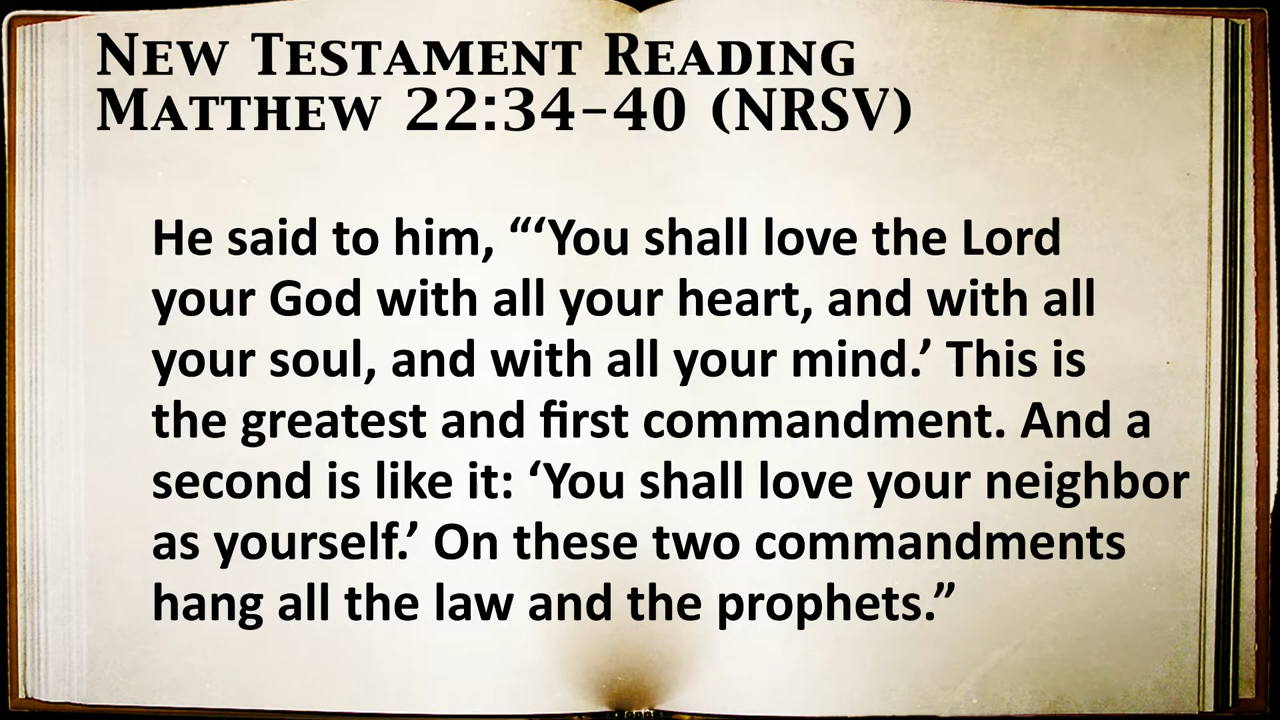 New Testament Reading
Matthew 22:34-40 (NRSV)
He said to him, “‘You shall love the Lord
your God with all your heart, and with all
your soul, and with all your mind.’ This is
the greatest and first commandment. And a
second is like it: ‘You shall love your neighbor
as yourself.’ On these two commandments
hang all the law and the prophets.”